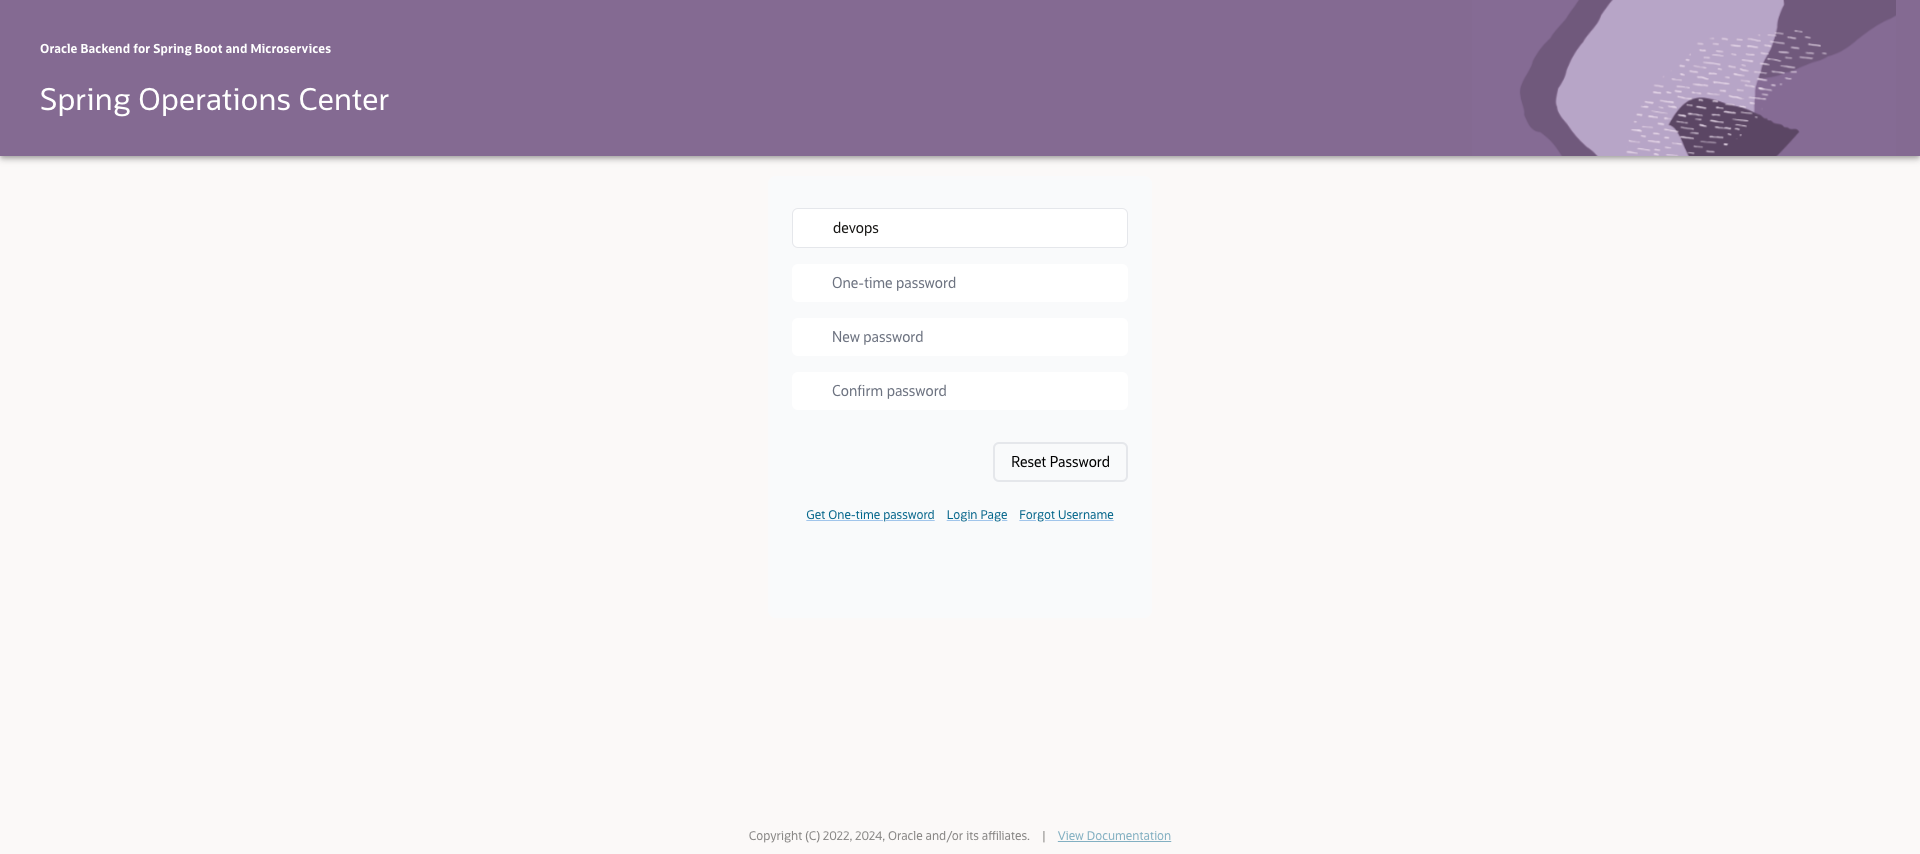 Oracle Backend for Spring Boot and Microservices
Spring Operations Center
devops
One-time password
New password
Confirm password
Reset Password
Get One-time password Login Page Forgot Username
Copyright (C) 2022, 2024, Oracle and/or its affiliates. | View Documentation